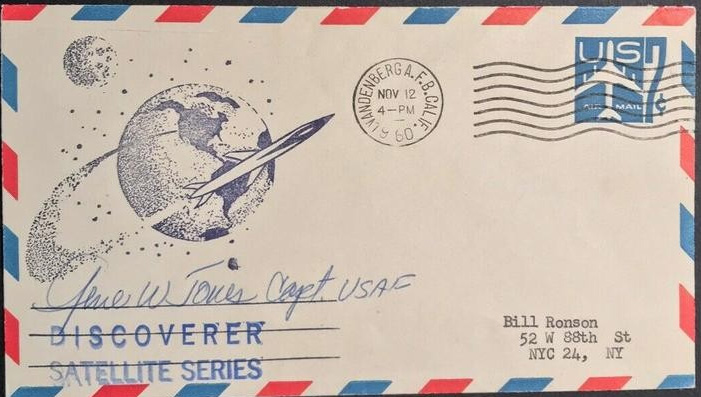 VANDENBERG A.F.B. CALIF.
NOV 12
4-PM
60
US 7¢
AIR MAIL
Gene W. Jones Capt. USAF
DISCOVERER
SATELLITE SERIES
Bill Ronson
52 W 88th St
NYC 24, NY